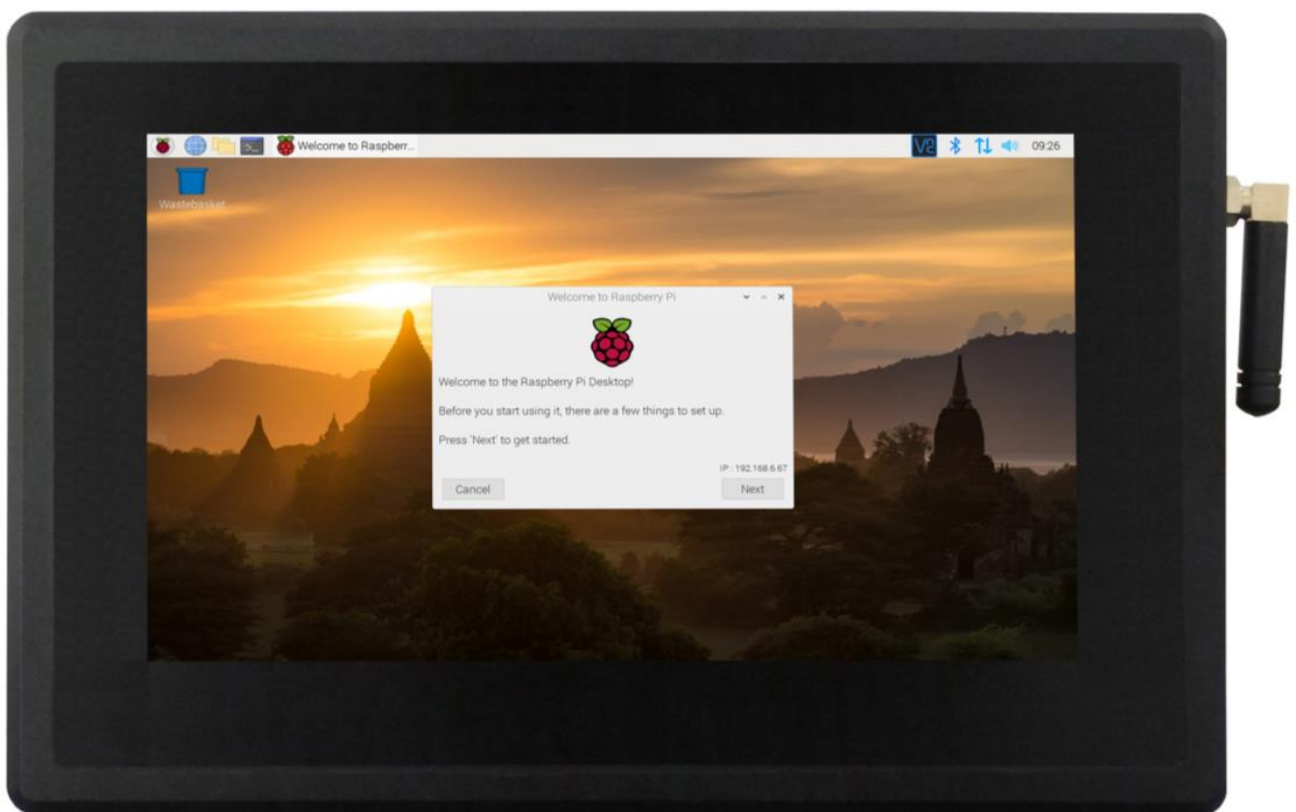 >_
Welcome to Raspberr...
V2
09:26
Wastebasket
Welcome to Raspberry Pi
Welcome to the Raspberry Pi Desktop!
Before you start using it, there are a few things to set up.
Press 'Next' to get started.
IP : 192.168.6.67
Cancel
Next